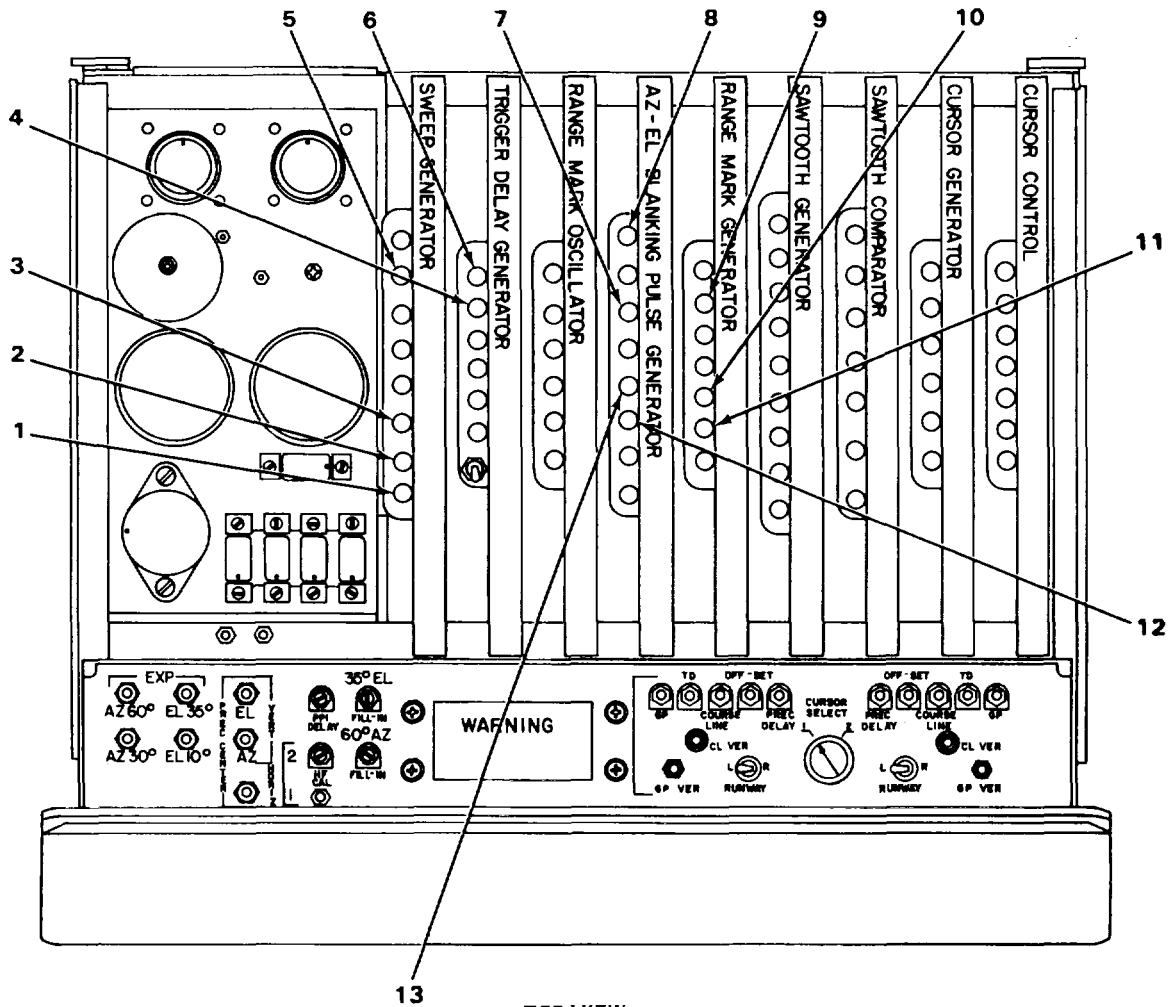 5 6 7 8 9 10
4
3
2
1
11
12
13
SWEEP GENERATOR
TRIGGER DELAY GENERATOR
RANGE MARK OSCILLATOR
AZ - EL BLANKING PULSE GENERATOR
RANGE MARK GENERATOR
SAWTOOTH GENERATOR
SAWTOOTH COMPARATOR
CURSOR GENERATOR
CURSOR CONTROL
EXP
AZ 60° EL 35°
AZ 30° EL 10°
PREC CENTER
EL
AZ
VERT
HORIZ
35° EL
PPI DELAY
FILL-IN
60° AZ
2
HF CAL
FILL-IN
1
WARNING
TD OFF-SET
GP COURSE LINE PREC DELAY
CL VER
L R
GP VER RUNWAY
CURSOR SELECT
1 2
OFF-SET TD
PREC DELAY COURSE LINE GP
CL VER
L R
RUNWAY GP VER